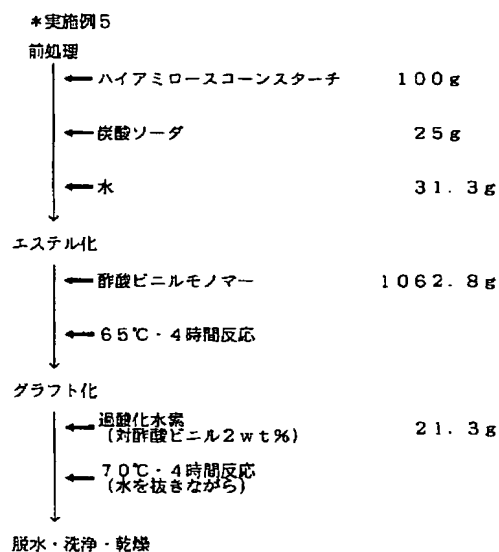 *実施例5
前処理
ハイアミロースコーンスターチ 100g
炭酸ソーダ 25g
水 31.3g
エステル化
酢酸ビニルモノマー 1062.8g
65℃・4時間反応
グラフト化
過酸化水素 21.3g
(対酢酸ビニル2wt%)
70℃・4時間反応
(水を抜きながら)
脱水・洗浄・乾燥